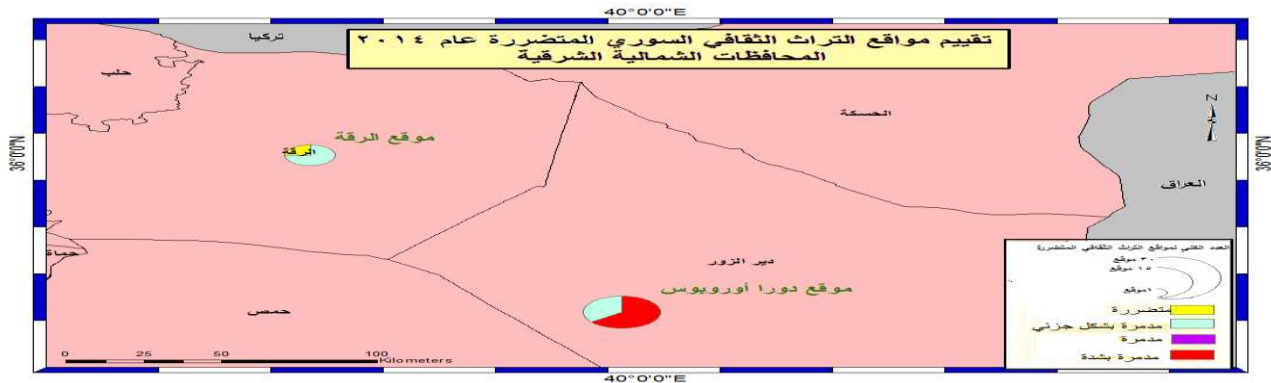 40°0'0"E
تقييم مواقع التراث الثقافي السوري المتضررة عام ٢٠١٤
المحافظات الشمالية الشرقية
تركيا
حلب
الحسكة
Z
موقع الرقة
الرقة
36°0'0"N
36°0'0"N
العراق
حماة
دير الزور
موقع دورا أوروبوس
حمص
العدد الكلي لمواقع التراث الثقافي المتضررة
٣٠ موقع
١٥ موقع
١ موقع
متضررة
مدمرة بشكل جزئي
مدمرة
مدمرة بشدة
0 25 50 100
Kilometers
40°0'0"E